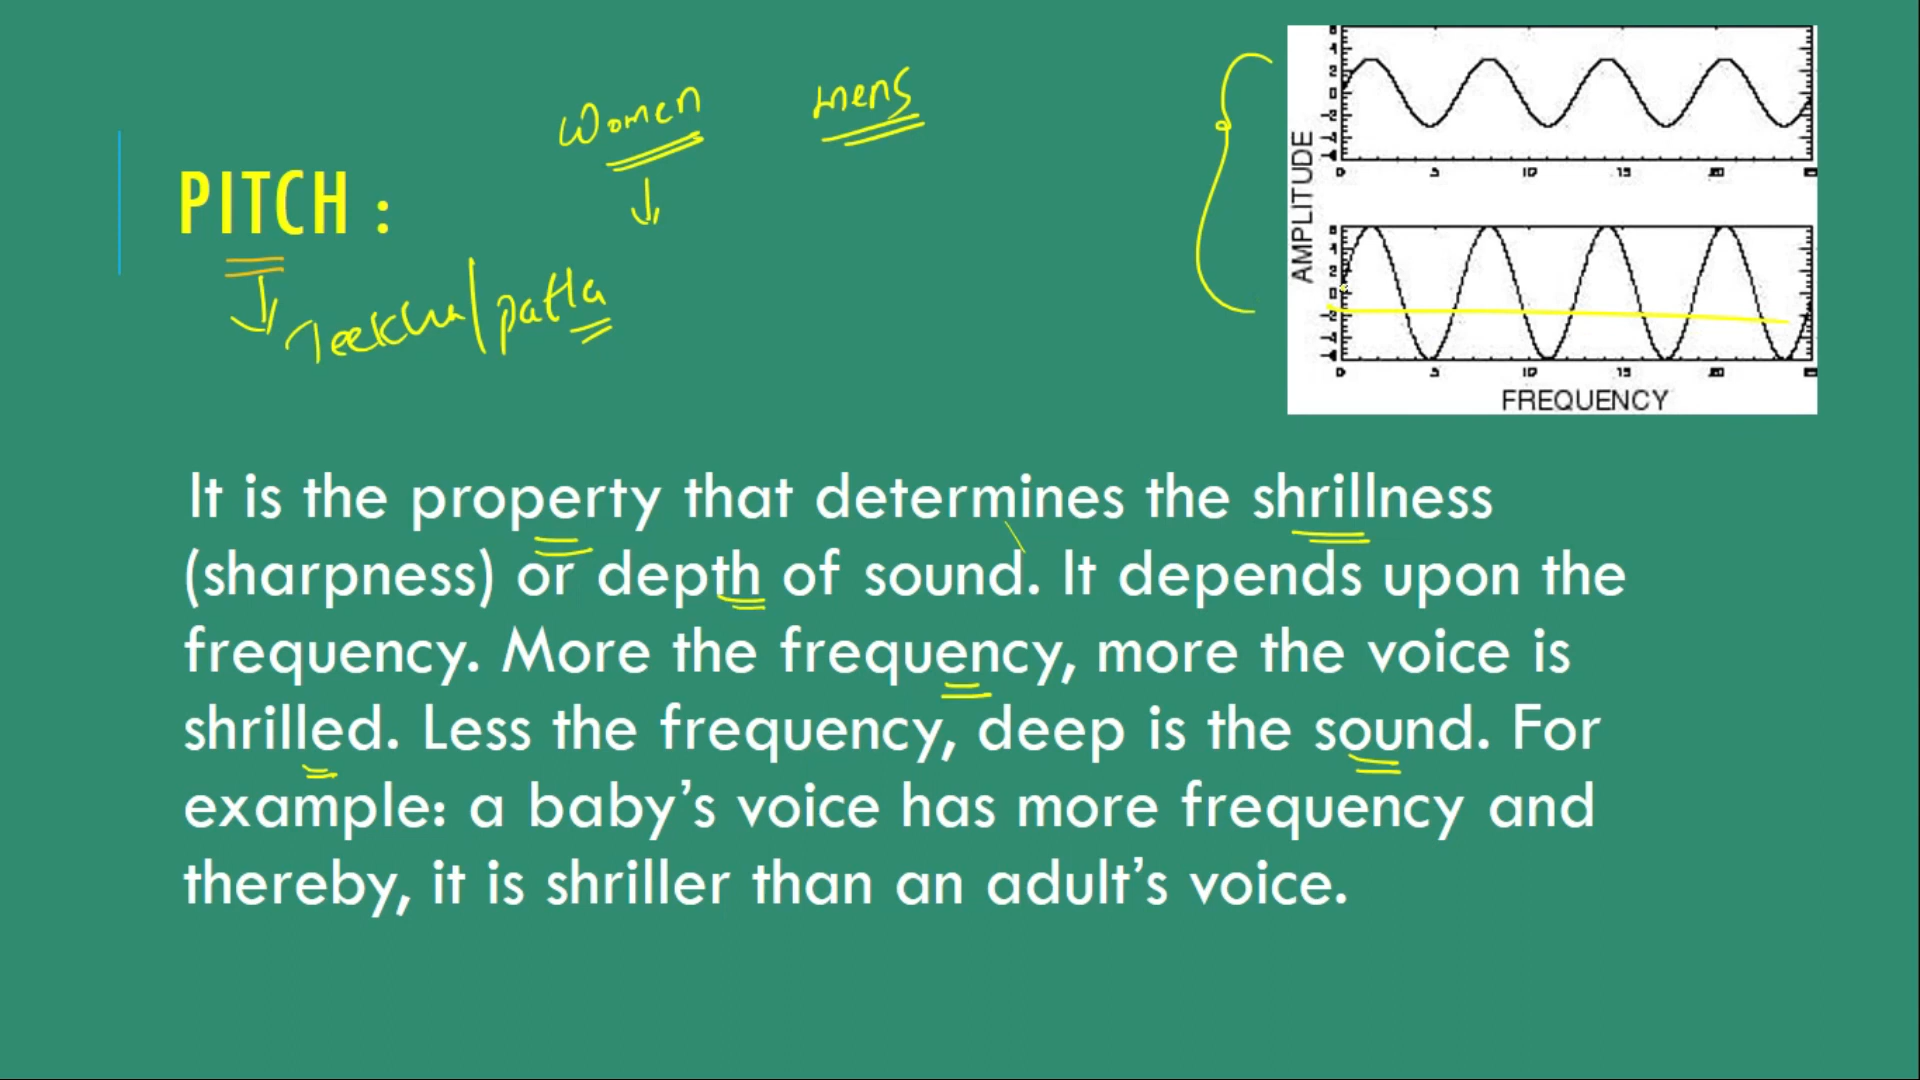 women mens
PITCH :
Teekha/patla
It is the property that determines the shrillness
(sharpness) or depth of sound. It depends upon the
frequency. More the frequency, more the voice is
shrilled. Less the frequency, deep is the sound. For
example: a baby’s voice has more frequency and
thereby, it is shriller than an adult’s voice.
AMPLITUDE
FREQUENCY